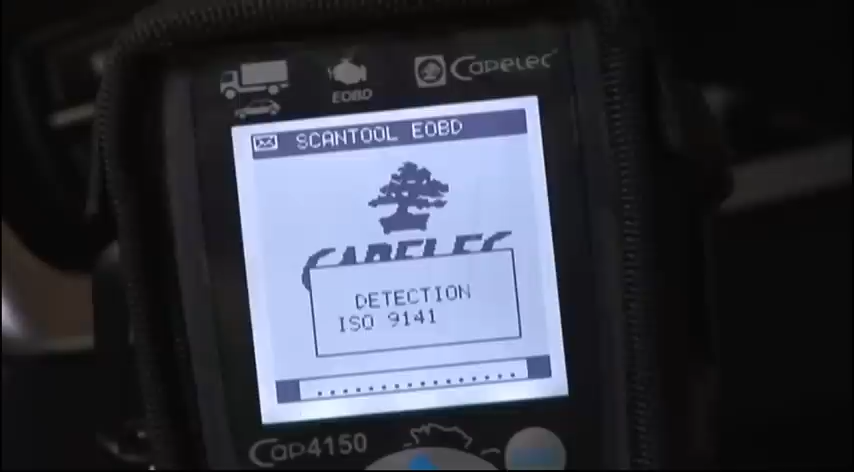 EOBD
Capelec
SCANTOOL EOBD
CAPELEC
DETECTION
ISO 9141
Cap4150